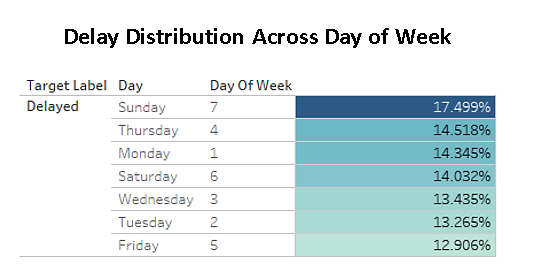 Delay Distribution Across Day of Week
Target Label Day Day Of Week
Delayed Sunday 7 17.499%
Thursday 4 14.518%
Monday 1 14.345%
Saturday 6 14.032%
Wednesday 3 13.435%
Tuesday 2 13.265%
Friday 5 12.906%